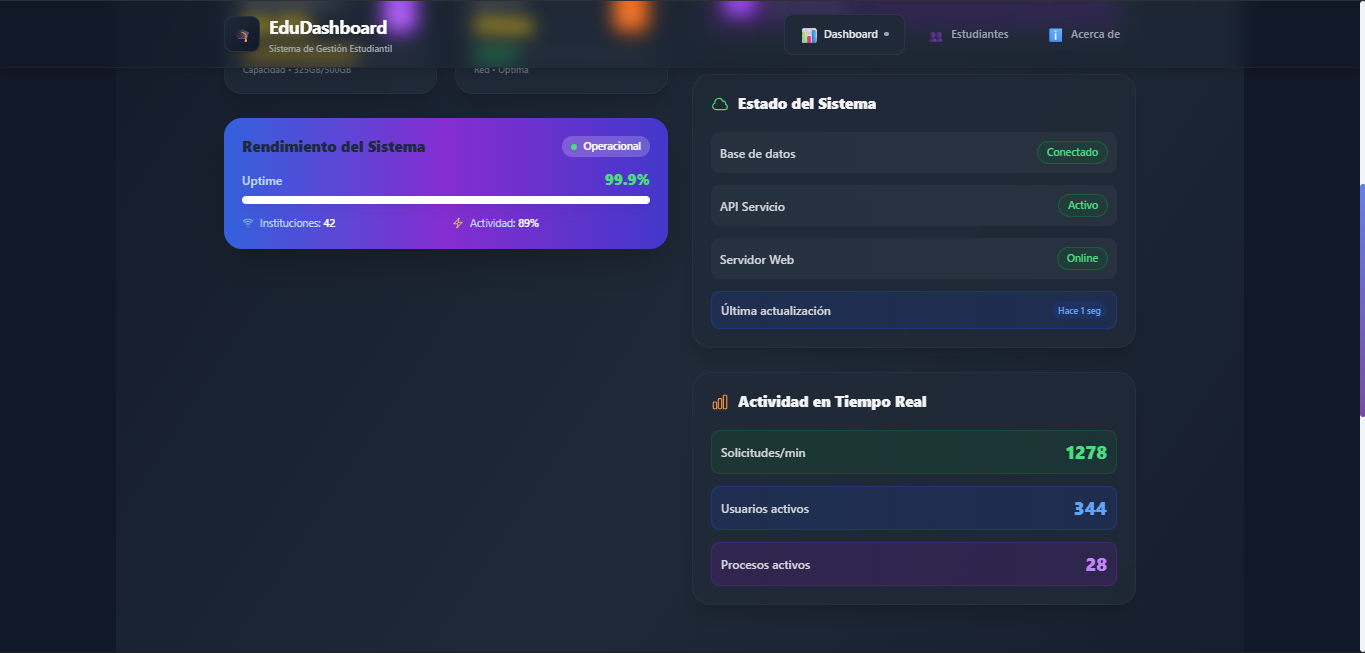 EduDashboard
Sistema de Gestión Estudiantil
Dashboard
Estudiantes
Acerca de
Capacidad • 325GB/500GB
Red • Óptima
Rendimiento del Sistema
Operacional
Uptime
99.9%
Instituciones: 42
Actividad: 89%
Estado del Sistema
Base de datos
Conectado
API Servicio
Activo
Servidor Web
Online
Última actualización
Hace 1 seg
Actividad en Tiempo Real
Solicitudes/min
1278
Usuarios activos
344
Procesos activos
28